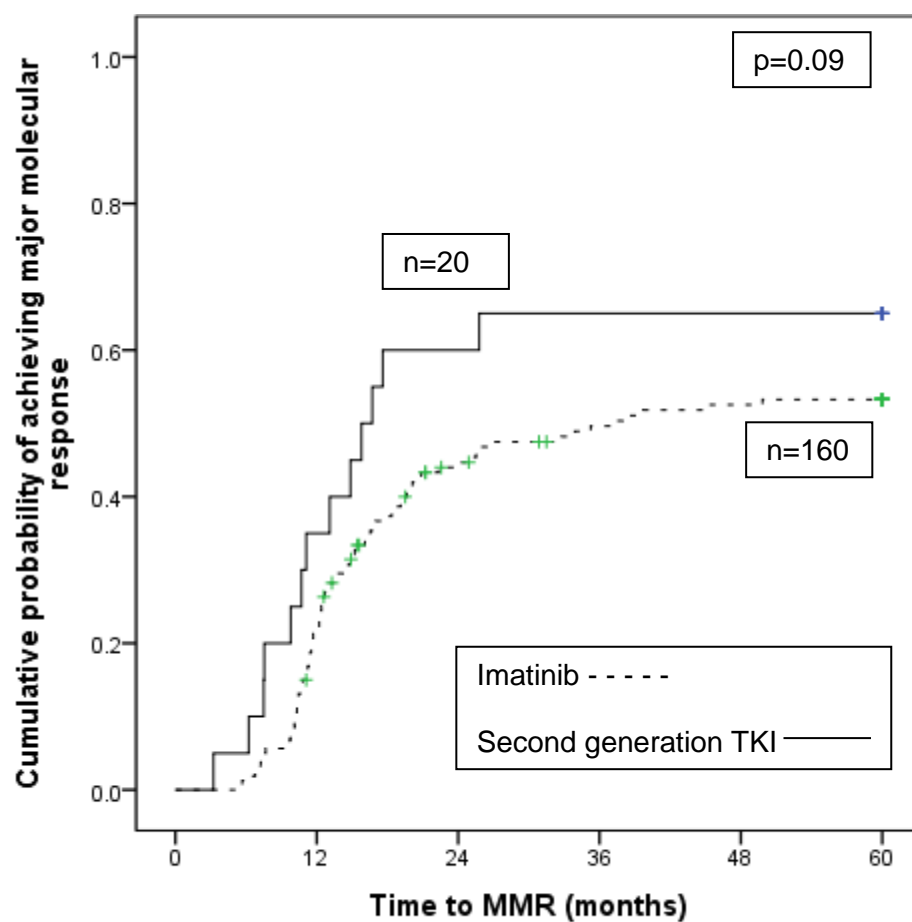 Cumulative probability of achieving major molecular
response
1.0
0.8
0.6
0.4
0.2
0.0
p=0.09
n=20
n=160
Imatinib - - - - -
Second generation TKI
0 12 24 36 48 60
Time to MMR (months)